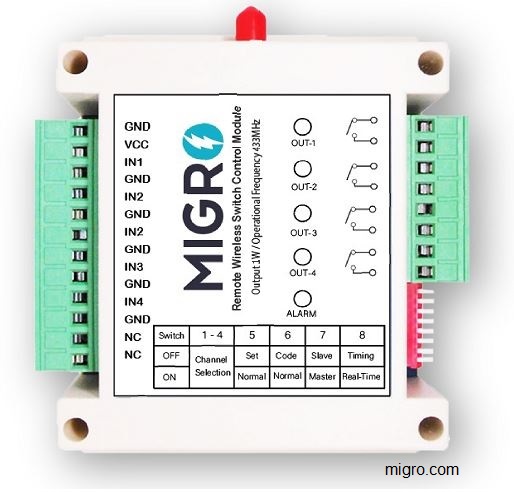 GND
VCC
IN1
GND
IN2
GND
IN2
GND
IN3
GND
IN4
GND
NC
NC
MIGRO
Remote Wireless Switch Control Module
Output 1W / Operational Frequency 433MHz
OUT-1
OUT-2
OUT-3
OUT-4
ALARM
Switch 1 - 4 5 6 7 8
OFF Channel Selection Set Code Slave Timing
ON Normal Normal Master Real-Time
migro.com